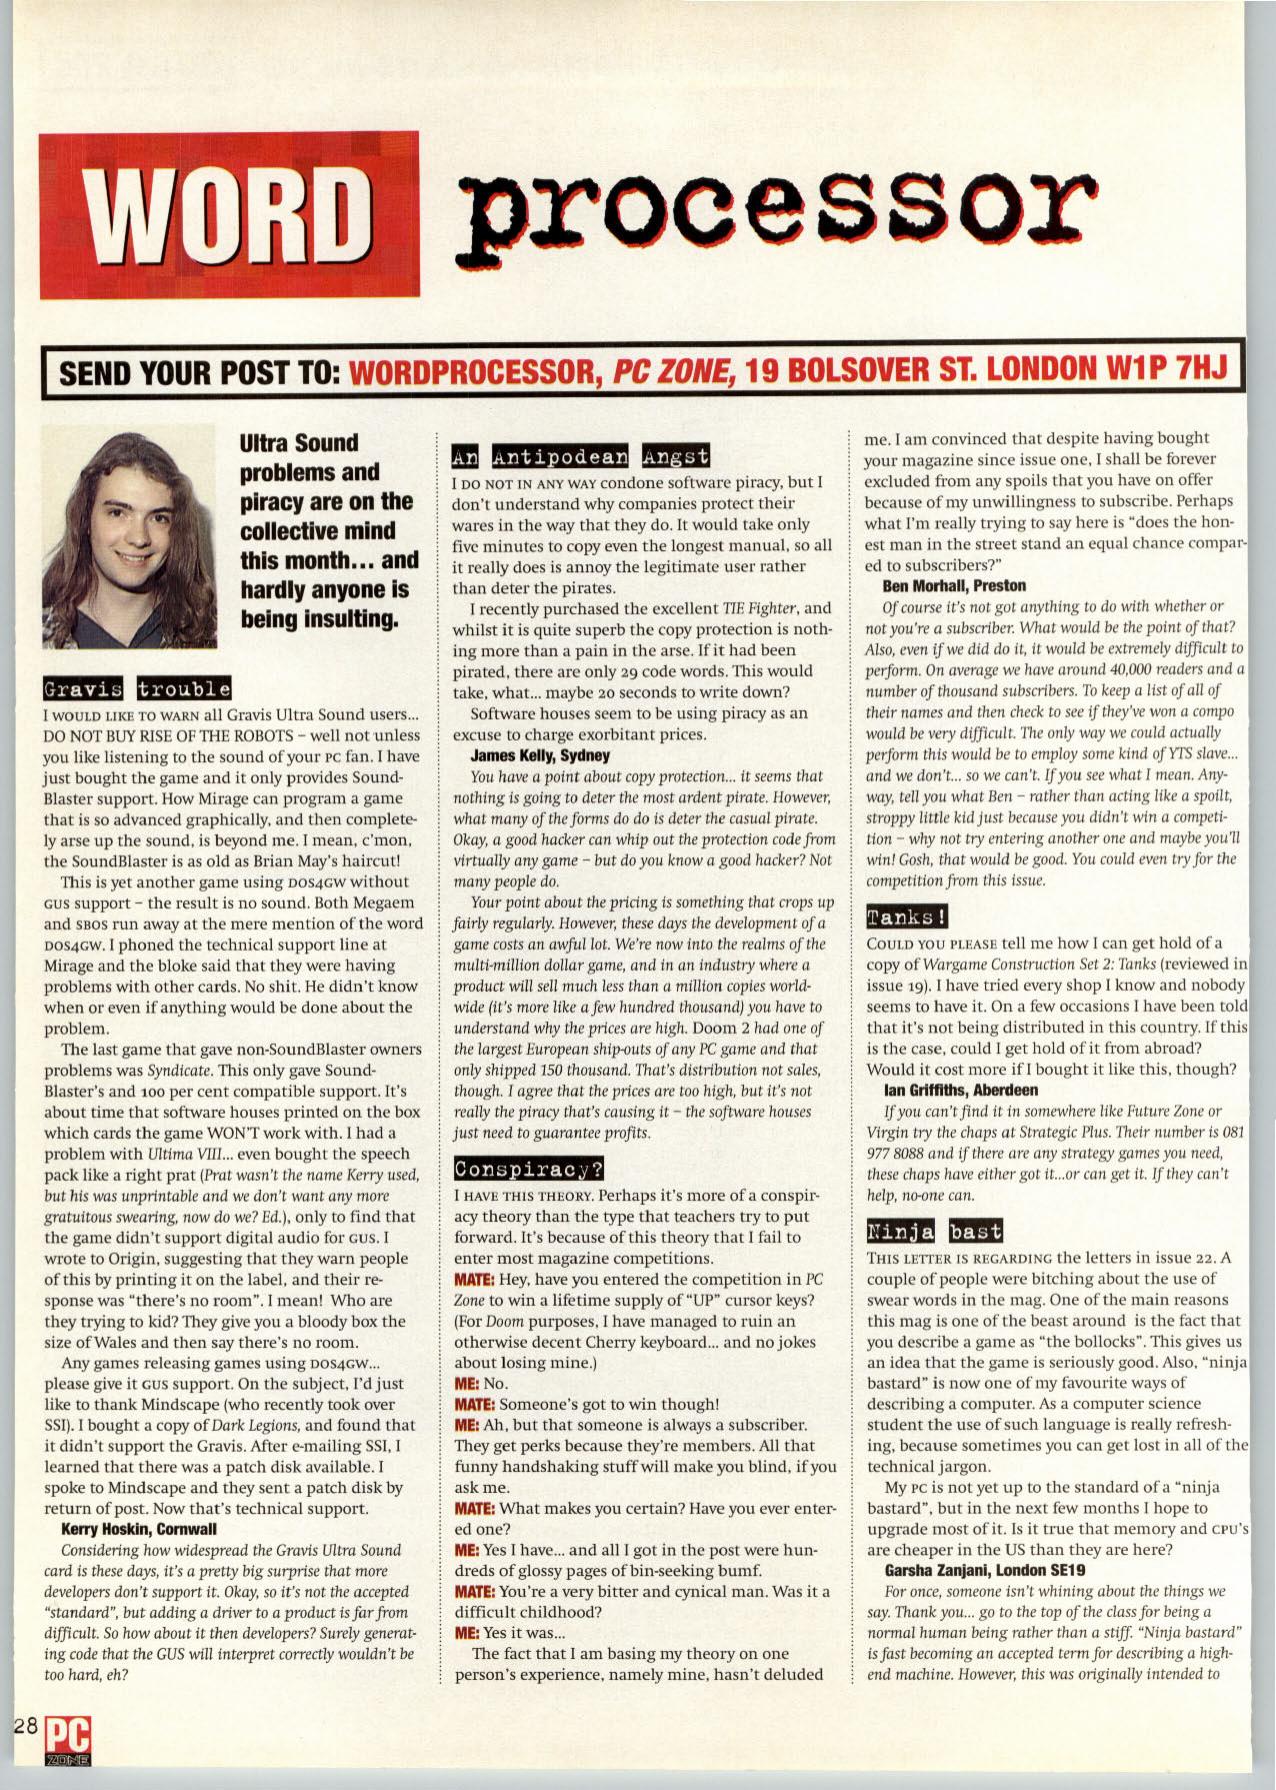 WORD processor
SEND YOUR POST TO: WORDPROCESSOR, PC ZONE, 19 BOLSOVER ST. LONDON W1P 7HJ
Ultra Sound
problems and
piracy are on the
collective mind
this month... and
hardly anyone is
being insulting.
Gravis trouble
I WOULD LIKE TO WARN all Gravis Ultra Sound users...
DO NOT BUY RISE OF THE ROBOTS – well not unless
you like listening to the sound of your PC fan. I have
just bought the game and it only provides Sound-
Blaster support. How Mirage can program a game
that is so advanced graphically, and then complete-
ly arse up the sound, is beyond me. I mean, c'mon,
the SoundBlaster is as old as Brian May's haircut!
This is yet another game using DOS4GW without
GUS support – the result is no sound. Both Megaem
and SBOS run away at the mere mention of the word
DOS4GW. I phoned the technical support line at
Mirage and the bloke said that they were having
problems with other cards. No shit. He didn't know
when or even if anything would be done about the
problem.
The last game that gave non-SoundBlaster owners
problems was Syndicate. This only gave Sound-
Blaster's and 100 per cent compatible support. It's
about time that software houses printed on the box
which cards the game WON'T work with. I had a
problem with Ultima VIII... even bought the speech
pack like a right prat (Prat wasn't the name Kerry used,
but his was unprintable and we don't want any more
gratuitous swearing, now do we? Ed.), only to find that
the game didn't support digital audio for GUS. I
wrote to Origin, suggesting that they warn people
of this by printing it on the label, and their re-
sponse was "there's no room". I mean! Who are
they trying to kid? They give you a bloody box the
size of Wales and then say there's no room.
Any games releasing games using DOS4GW...
please give it GUS support. On the subject, I'd just
like to thank Mindscape (who recently took over
SSI). I bought a copy of Dark Legions, and found that
it didn't support the Gravis. After e-mailing SSI, I
learned that there was a patch disk available. I
spoke to Mindscape and they sent a patch disk by
return of post. Now that's technical support.
Kerry Hoskin, Cornwall
Considering how widespread the Gravis Ultra Sound
card is these days, it's a pretty big surprise that more
developers don't support it. Okay, so it's not the accepted
"standard", but adding a driver to a product is far from
difficult. So how about it then developers? Surely generat-
ing code that the GUS will interpret correctly wouldn't be
too hard, eh?
An Antipodean Angst
I DO NOT IN ANY WAY condone software piracy, but I
don't understand why companies protect their
wares in the way that they do. It would take only
five minutes to copy even the longest manual, so all
it really does is annoy the legitimate user rather
than deter the pirates.
I recently purchased the excellent TIE Fighter, and
whilst it is quite superb the copy protection is noth-
ing more than a pain in the arse. If it had been
pirated, there are only 29 code words. This would
take, what... maybe 20 seconds to write down?
Software houses seem to be using piracy as an
excuse to charge exorbitant prices.
James Kelly, Sydney
You have a point about copy protection... it seems that
nothing is going to deter the most ardent pirate. However,
what many of the forms do do is deter the casual pirate.
Okay, a good hacker can whip out the protection code from
virtually any game – but do you know a good hacker? Not
many people do.
Your point about the pricing is something that crops up
fairly regularly. However, these days the development of a
game costs an awful lot. We're now into the realms of the
multi-million dollar game, and in an industry where a
product will sell much less than a million copies world-
wide (it's more like a few hundred thousand) you have to
understand why the prices are high. Doom 2 had one of
the largest European ship-outs of any PC game and that
only shipped 150 thousand. That's distribution not sales,
though. I agree that the prices are too high, but it's not
really the piracy that's causing it – the software houses
just need to guarantee profits.
Conspiracy?
I HAVE THIS THEORY. Perhaps it's more of a conspir-
acy theory than the type that teachers try to put
forward. It's because of this theory that I fail to
enter most magazine competitions.
MATE: Hey, have you entered the competition in PC
Zone to win a lifetime supply of "UP" cursor keys?
(For Doom purposes, I have managed to ruin an
otherwise decent Cherry keyboard... and no jokes
about losing mine.)
ME: No.
MATE: Someone's got to win though!
ME: Ah, but that someone is always a subscriber.
They get perks because they're members. All that
funny handshaking stuff will make you blind, if you
ask me.
MATE: What makes you certain? Have you ever enter-
ed one?
ME: Yes I have... and all I got in the post were hun-
dreds of glossy pages of bin-seeking bumf.
MATE: You're a very bitter and cynical man. Was it a
difficult childhood?
ME: Yes it was...
The fact that I am basing my theory on one
person's experience, namely mine, hasn't deluded
me. I am convinced that despite having bought
your magazine since issue one, I shall be forever
excluded from any spoils that you have on offer
because of my unwillingness to subscribe. Perhaps
what I'm really trying to say here is "does the hon-
est man in the street stand an equal chance compar-
ed to subscribers?"
Ben Morhall, Preston
Of course it's not got anything to do with whether or
not you're a subscriber. What would be the point of that?
Also, even if we did do it, it would be extremely difficult to
perform. On average we have around 40,000 readers and a
number of thousand subscribers. To keep a list of all of
their names and then check to see if they've won a compo
would be very difficult. The only way we could actually
perform this would be to employ some kind of YTS slave...
and we don't... so we can't. If you see what I mean. Any-
way, tell you what Ben – rather than acting like a spoilt,
stroppy little kid just because you didn't win a competi-
tion – why not try entering another one and maybe you'll
win! Gosh, that would be good. You could even try for the
competition from this issue.
Tanks!
COULD YOU PLEASE tell me how I can get hold of a
copy of Wargame Construction Set 2: Tanks (reviewed in
issue 19). I have tried every shop I know and nobody
seems to have it. On a few occasions I have been told
that it's not being distributed in this country. If this
is the case, could I get hold of it from abroad?
Would it cost more if I bought it like this, though?
Ian Griffiths, Aberdeen
If you can't find it in somewhere like Future Zone or
Virgin try the chaps at Strategic Plus. Their number is 081
977 8088 and if there are any strategy games you need,
these chaps have either got it...or can get it. If they can't
help, no-one can.
Ninja bast
THIS LETTER IS REGARDING the letters in issue 22. A
couple of people were bitching about the use of
swear words in the mag. One of the main reasons
this mag is one of the beast around is the fact that
you describe a game as "the bollocks". This gives us
an idea that the game is seriously good. Also, "ninja
bastard" is now one of my favourite ways of
describing a computer. As a computer science
student the use of such language is really refresh-
ing, because sometimes you can get lost in all of the
technical jargon.
My PC is not yet up to the standard of a "ninja
bastard", but in the next few months I hope to
upgrade most of it. Is it true that memory and CPU's
are cheaper in the US than they are here?
Garsha Zanjani, London SE19
For once, someone isn't whining about the things we
say. Thank you... go to the top of the class for being a
normal human being rather than a stiff. "Ninja bastard"
is fast becoming an accepted term for describing a high-
end machine. However, this was originally intended to
28 PC
ZONE